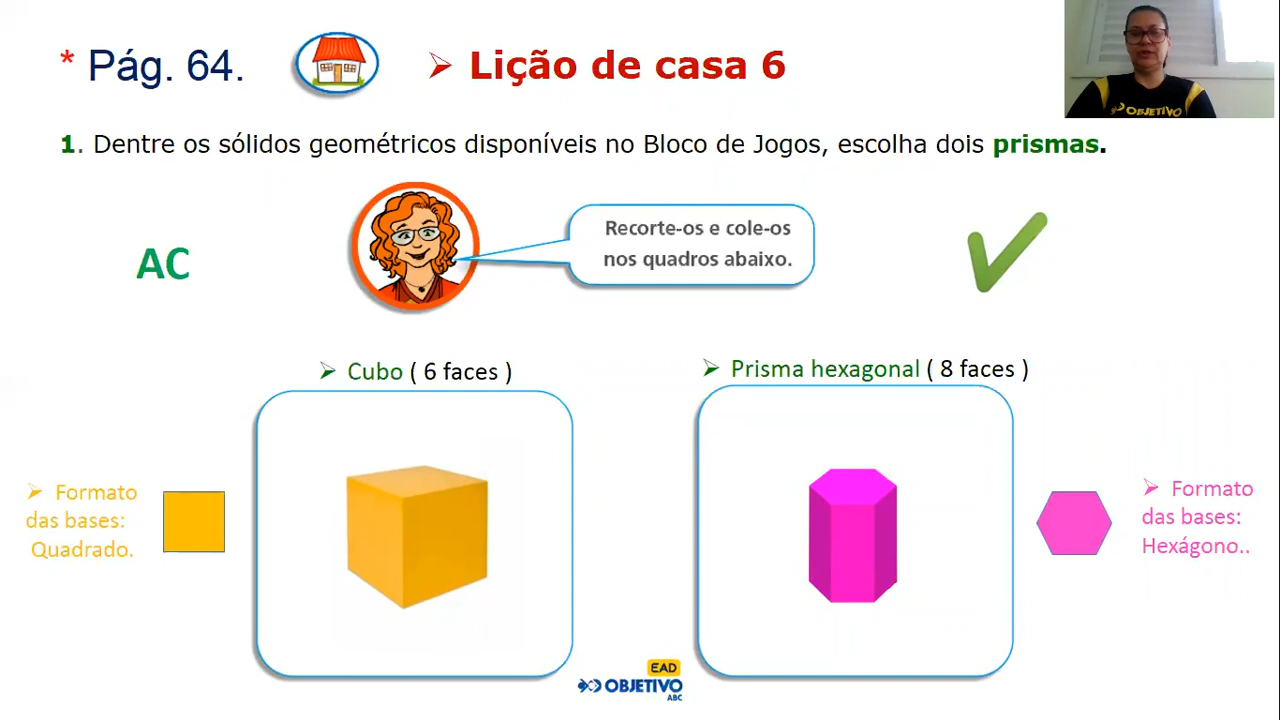 * Pág. 64.
➢ Lição de casa 6
OBJETIVO
1. Dentre os sólidos geométricos disponíveis no Bloco de Jogos, escolha dois prismas.
AC
Recorte-os e cole-os
nos quadros abaixo.
➢ Cubo ( 6 faces )
➢ Prisma hexagonal ( 8 faces )
➢ Formato
das bases:
Quadrado.
➢ Formato
das bases:
Hexágono..
EAD
OBJETIVO
ABC